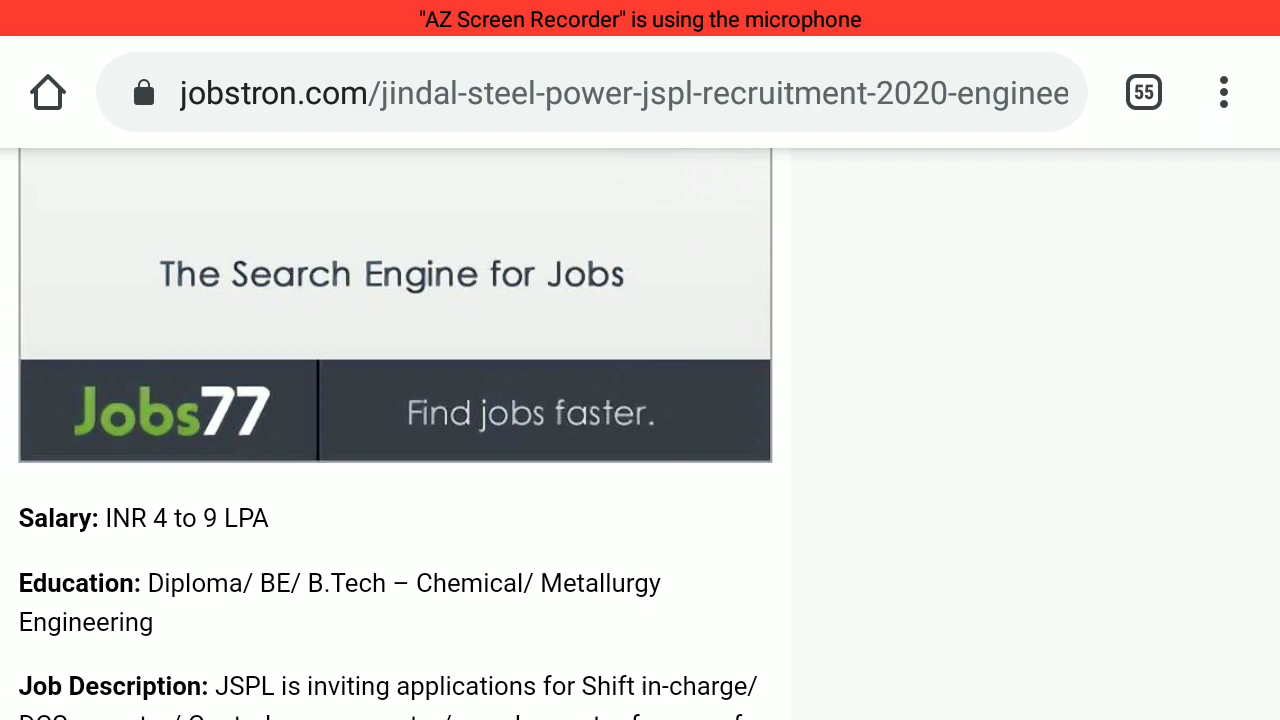 "AZ Screen Recorder" is using the microphone
jobstron.com/jindal-steel-power-jspl-recruitment-2020-enginee
55
The Search Engine for Jobs
Jobs77
Find jobs faster.
Salary: INR 4 to 9 LPA
Education: Diploma/ BE/ B.Tech – Chemical/ Metallurgy
Engineering
Job Description: JSPL is inviting applications for Shift in-charge/